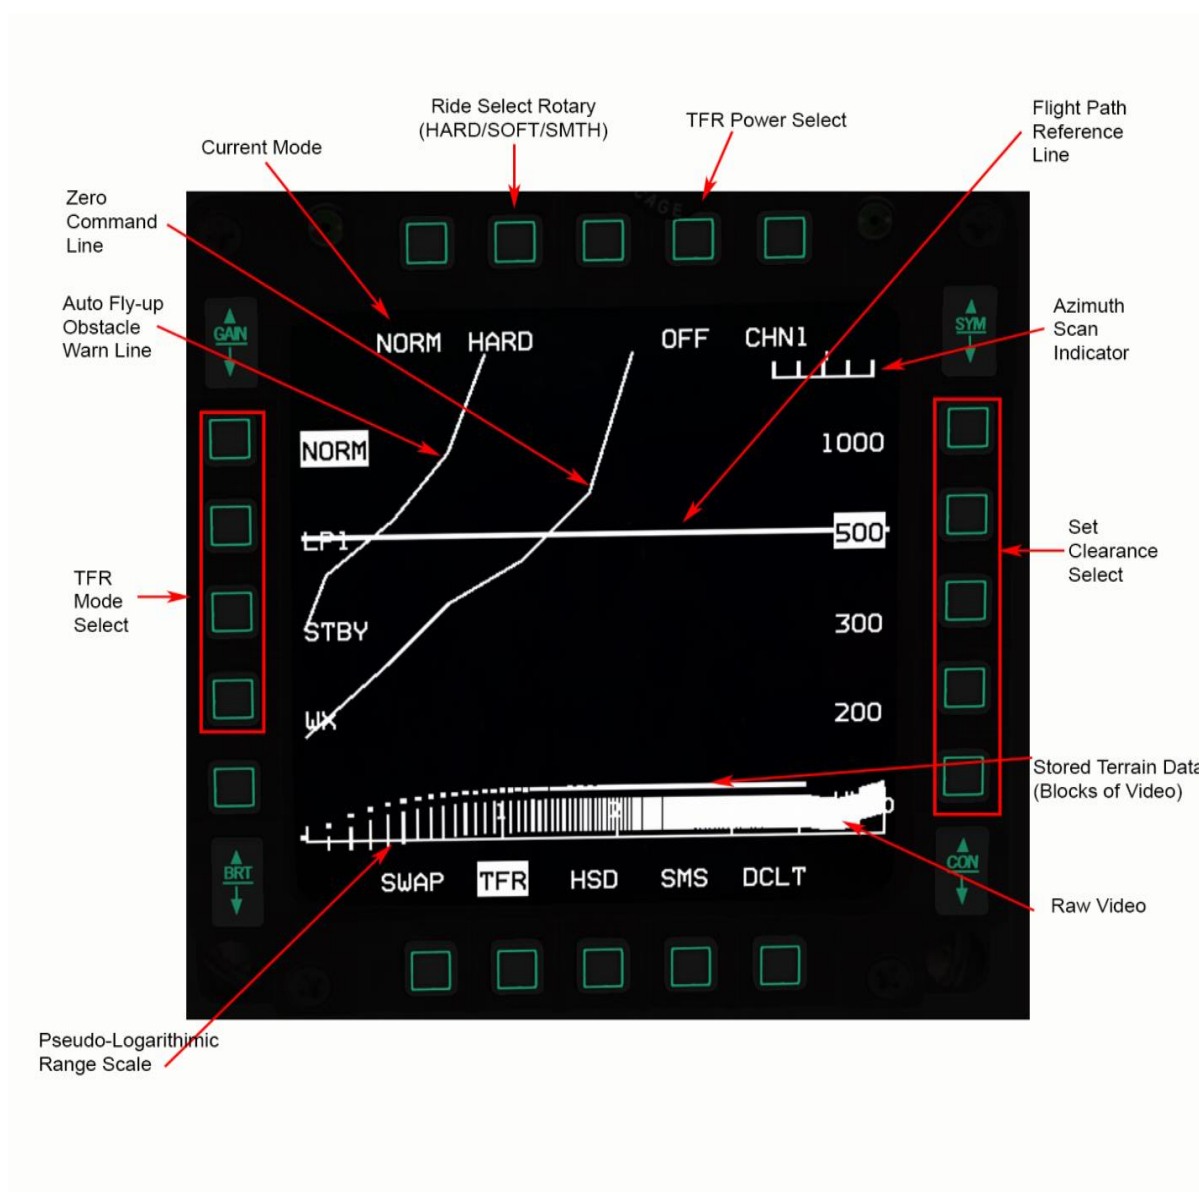 Ride Select Rotary
(HARD/SOFT/SMTH)
TFR Power Select
Flight Path
Reference
Line
Current Mode
Zero
Command
Line
Auto Fly-up
Obstacle
Warn Line
Azimuth
Scan
Indicator
GAIN
SYM
NORM HARD OFF CHN1
NORM
1000
LP1
500
STBY
300
WX
200
TFR
Mode
Select
Set
Clearance
Select
Stored Terrain Data
(Blocks of Video)
BRT
CON
SWAP TFR HSD SMS DCLT
Raw Video
Pseudo-Logarithimic
Range Scale